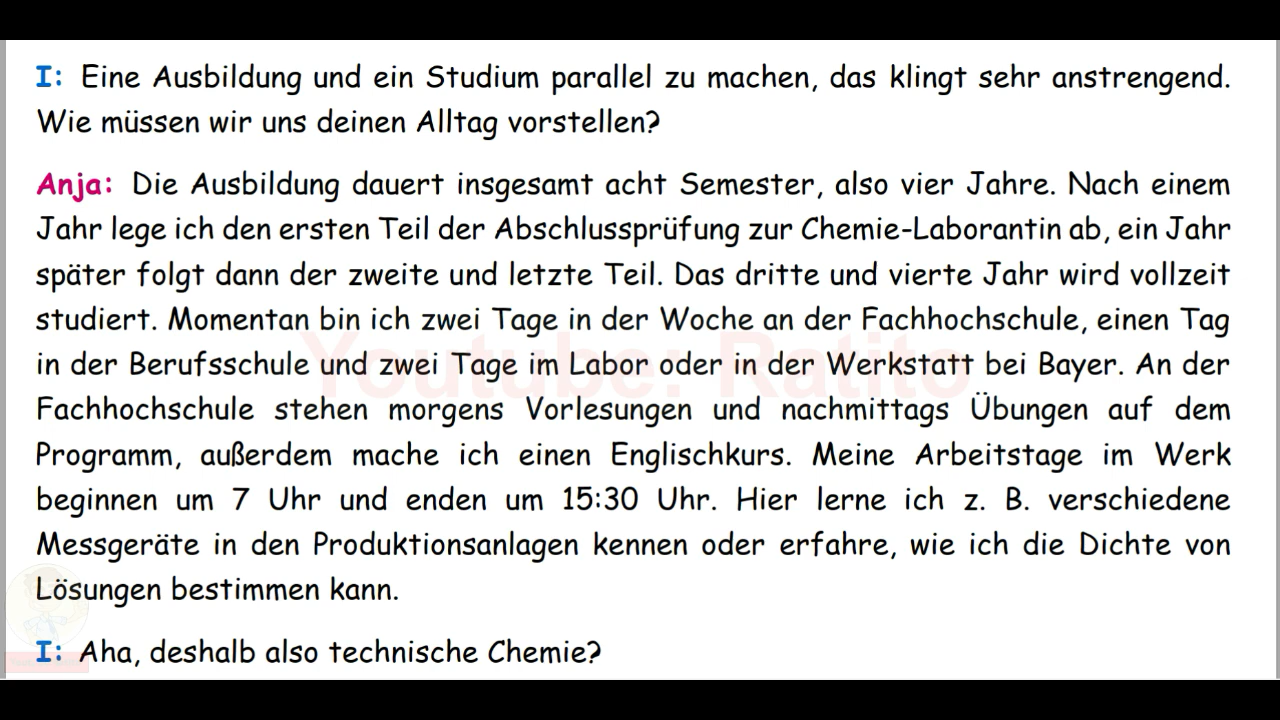 I: Eine Ausbildung und ein Studium parallel zu machen, das klingt sehr anstrengend.
Wie müssen wir uns deinen Alltag vorstellen?
Anja: Die Ausbildung dauert insgesamt acht Semester, also vier Jahre. Nach einem
Jahr lege ich den ersten Teil der Abschlussprüfung zur Chemie-Laborantin ab, ein Jahr
später folgt dann der zweite und letzte Teil. Das dritte und vierte Jahr wird vollzeit
studiert. Momentan bin ich zwei Tage in der Woche an der Fachhochschule, einen Tag
in der Berufsschule und zwei Tage im Labor oder in der Werkstatt bei Bayer. An der
Youtube: Ratito
Fachhochschule stehen morgens Vorlesungen und nachmittags Übungen auf dem
Programm, außerdem mache ich einen Englischkurs. Meine Arbeitstage im Werk
beginnen um 7 Uhr und enden um 15:30 Uhr. Hier lerne ich z. B. verschiedene
Messgeräte in den Produktionsanlagen kennen oder erfahre, wie ich die Dichte von
Lösungen bestimmen kann.
I: Aha, deshalb also technische Chemie?